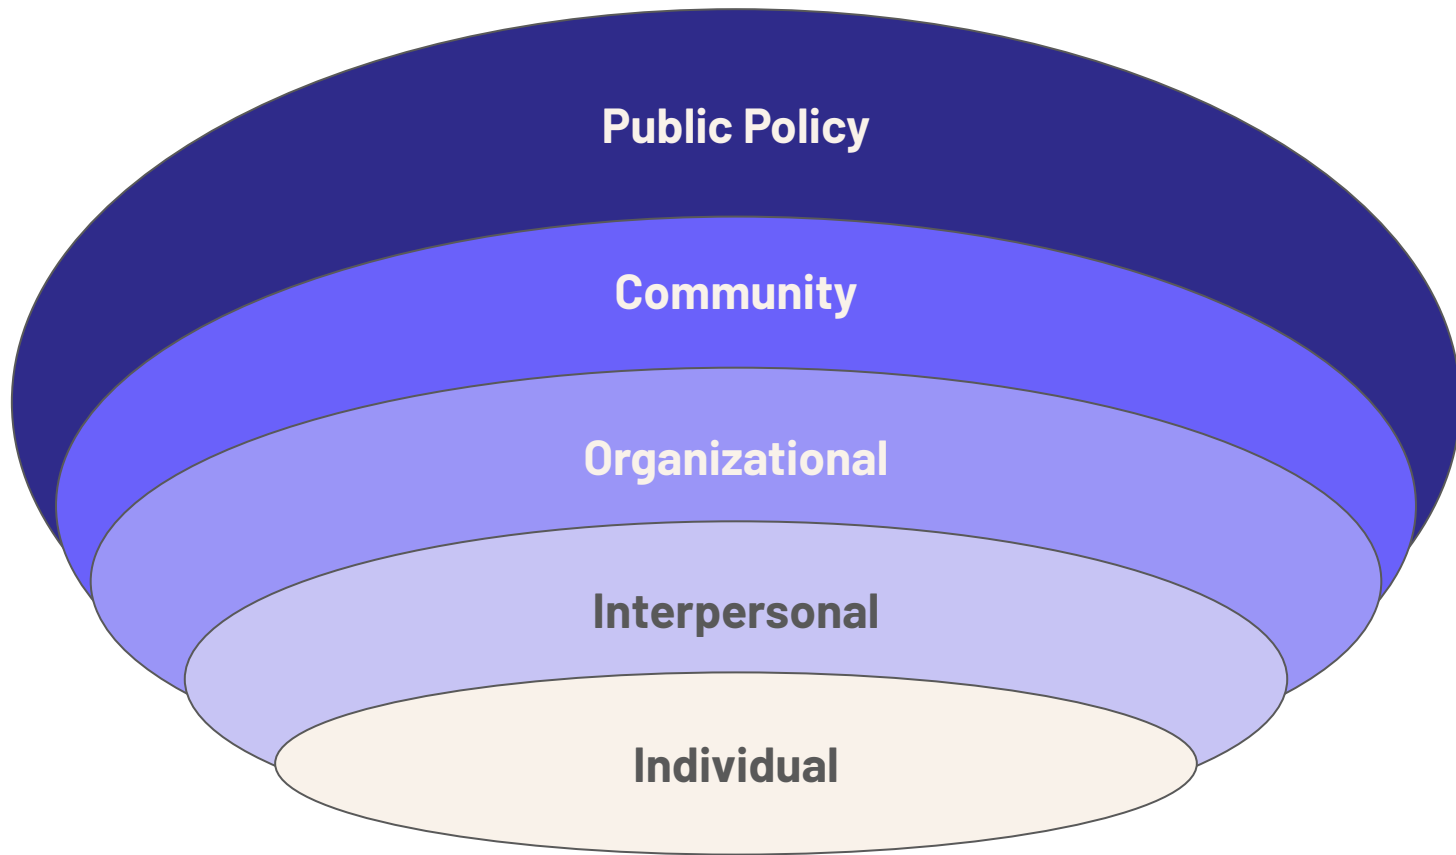 Public Policy
Community
Organizational
Interpersonal
Individual